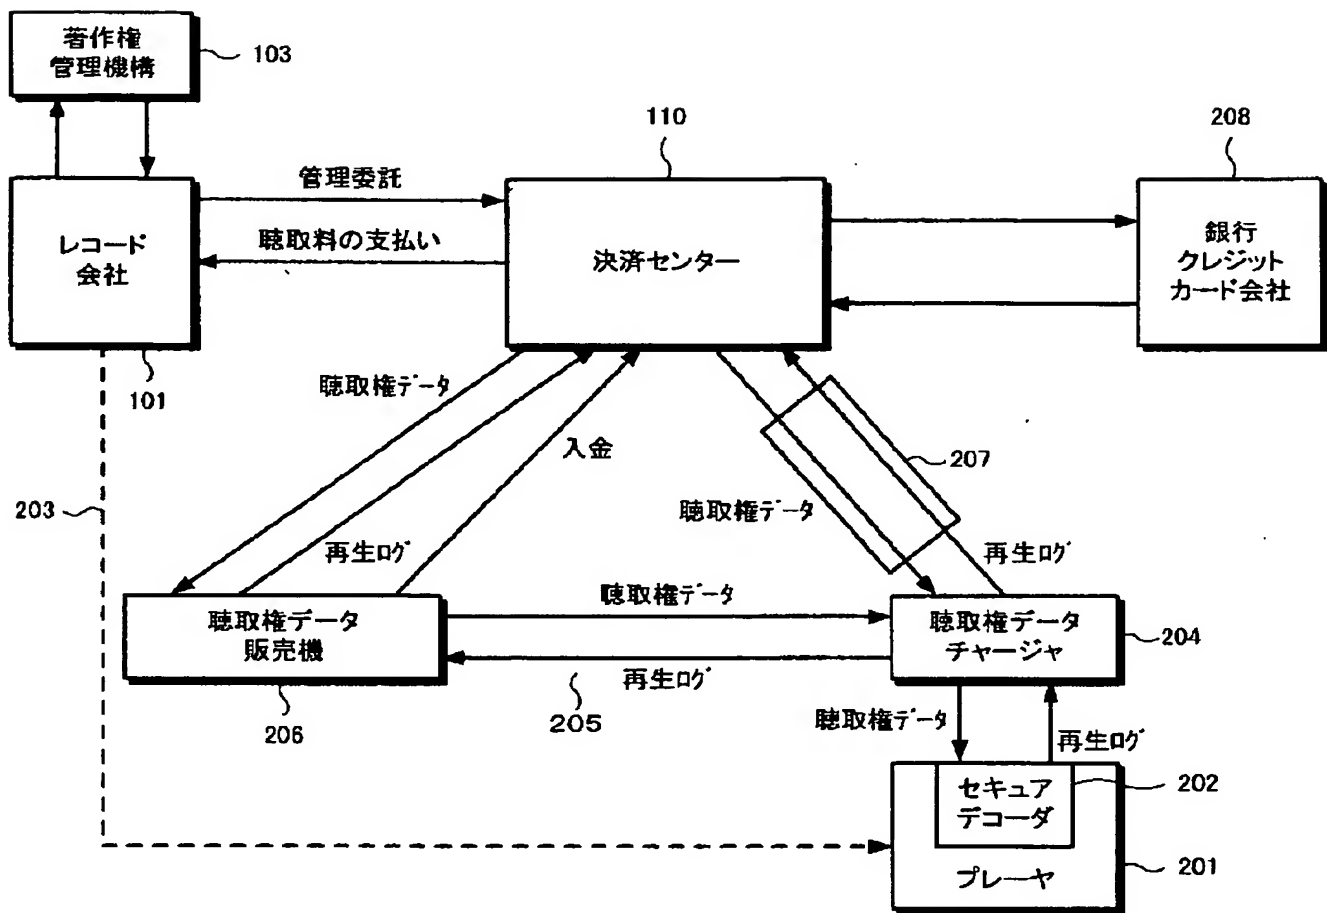 著作権
管理機構
103
110
208
管理委託
レコード
会社
聴取料の支払い
決済センター
銀行
クレジット
カード会社
101
聴取権データ
入金
207
203
聴取権データ
再生ログ
再生ログ
聴取権データ
聴取権データ
販売機
聴取権データ
チャージャ
204
再生ログ
206
205
聴取権データ
再生ログ
セキュア
デコーダ
202
プレーヤ
201